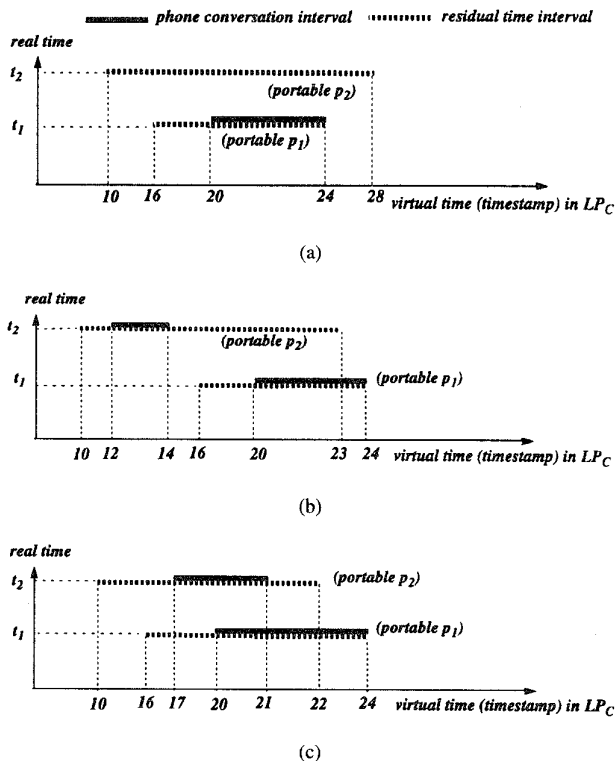 phone conversation interval residual time interval
real time
t2
(portable p2)
t1
(portable p1)
10 16 20 24 28 virtual time (timestamp) in LPC
(a)
real time
t2
(portable p2)
t1 (portable p1)
10 12 14 16 20 23 24 virtual time (timestamp) in LPC
(b)
real time
t2 (portable p2)
t1 (portable p1)
10 16 17 20 21 22 24 virtual time (timestamp) in LPC
(c)